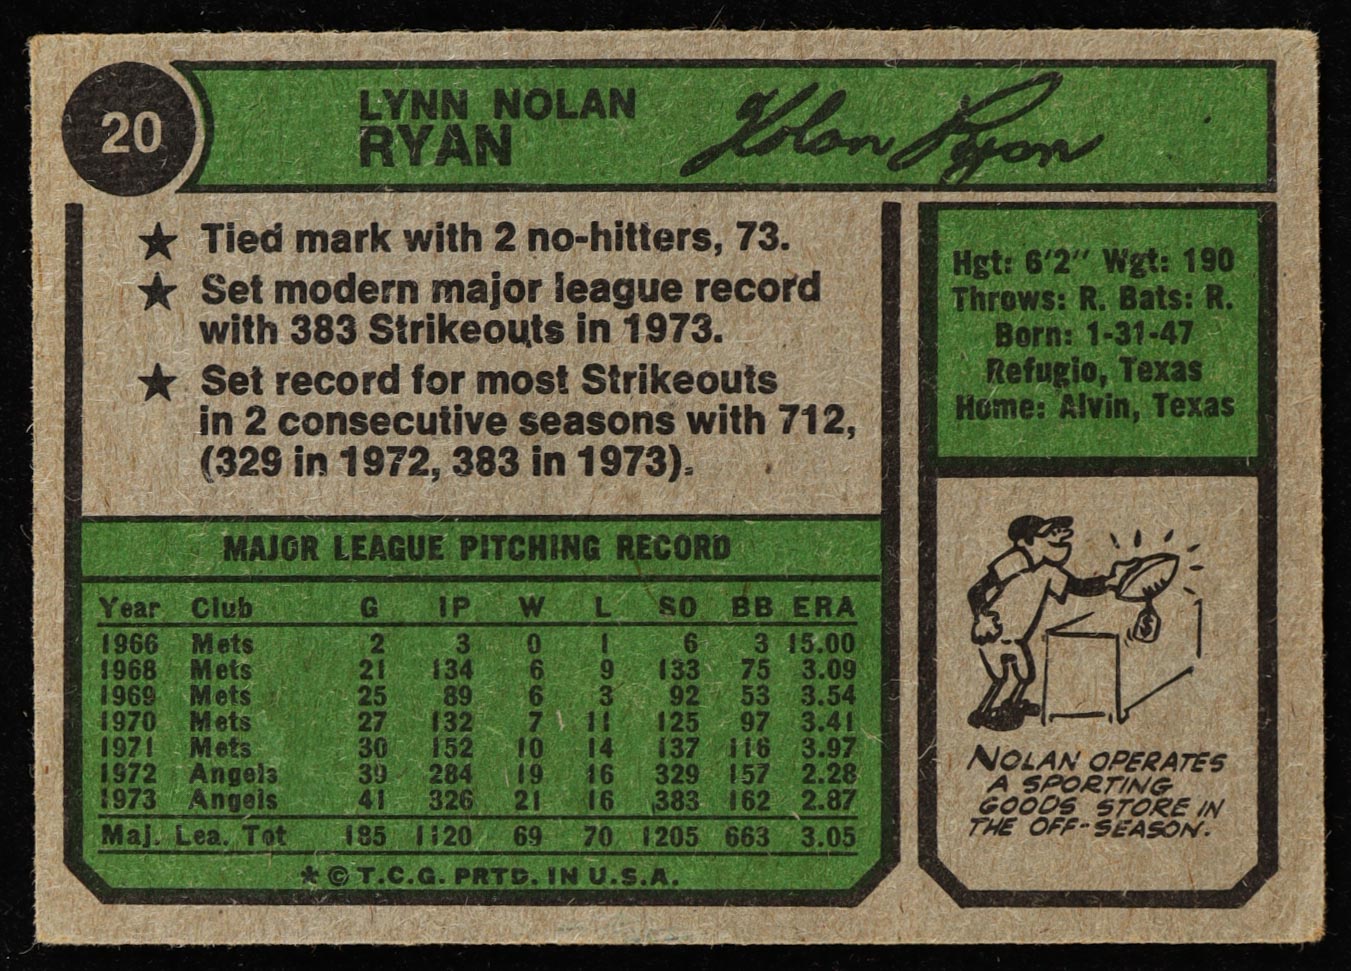 20
LYNN NOLAN
RYAN
Nolan Ryan
★ Tied mark with 2 no-hitters, 73.
★ Set modern major league record
with 383 Strikeouts in 1973.
★ Set record for most Strikeouts
in 2 consecutive seasons with 712,
(329 in 1972, 383 in 1973).
Hgt: 6'2" Wgt: 190
Throws: R. Bats: R.
Born: 1-31-47
Refugio, Texas
Home: Alvin, Texas
MAJOR LEAGUE PITCHING RECORD
Year Club G IP W L SO BB ERA
1966 Mets 2 3 0 1 6 3 15.00
1968 Mets 21 134 6 9 133 75 3.09
1969 Mets 25 89 6 3 92 53 3.54
1970 Mets 27 132 7 11 125 97 3.41
1971 Mets 30 152 10 14 137 116 3.97
1972 Angels 39 284 19 16 329 157 2.28
1973 Angels 41 326 21 16 383 162 2.87
Maj. Lea. Tot 185 1120 69 70 1205 663 3.05
* © T.C.G. PRTD. IN U.S.A.
$
NOLAN OPERATES
A SPORTING
GOODS STORE IN
THE OFF-SEASON.